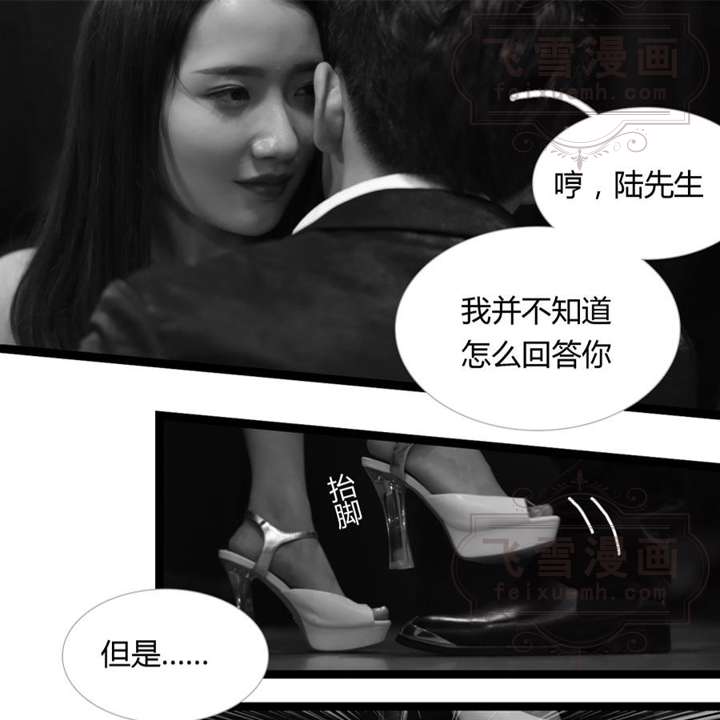 飞雪漫画
feixuemh.com
哼，陆先生
我并不知道
怎么回答你
抬脚
飞雪漫画
feixuemh.com
但是......